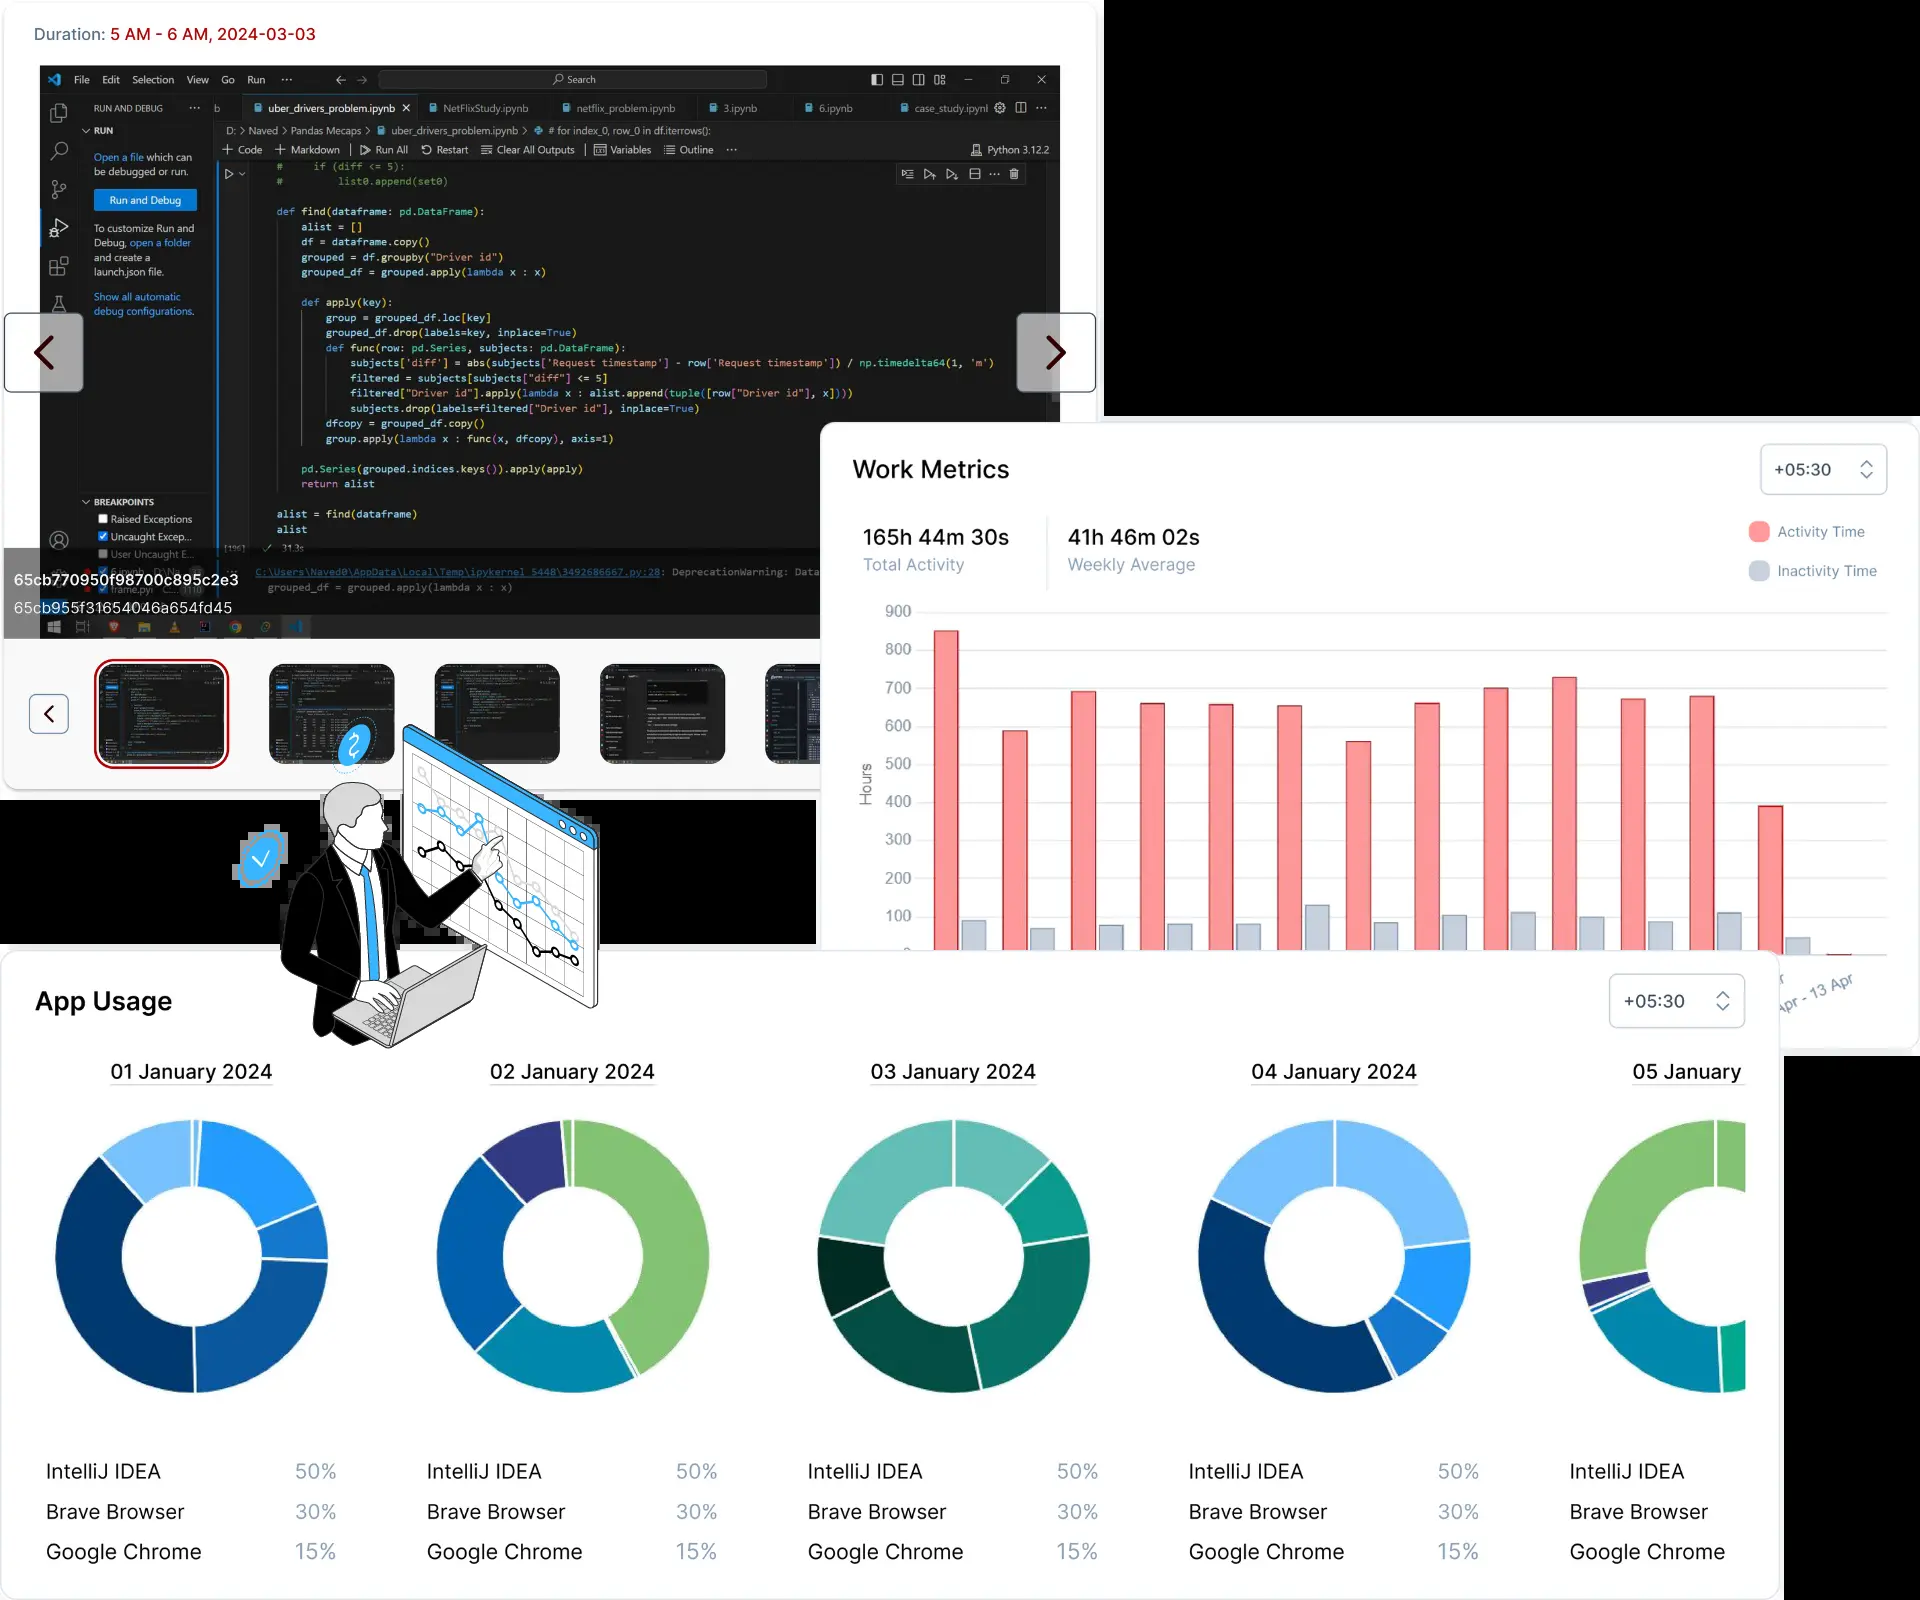 Duration: 5 AM - 6 AM, 2024-03-03
File Edit Selection View Go Run ··· Search
RUN AND DEBUG ···
b uber_drivers_problem.ipynb NetFlixStudy.ipynb netflix_problem.ipynb 3.ipynb 6.ipynb case_study.ipynl
RUN
D: > Naved > Pandas Mecaps > uber_drivers_problem.ipynb > # for index_0, row_0 in df.iterrows():
+ Code + Markdown | Run All Restart Clear All Outputs | Variables Outline ··· Python 3.12.2
Open a file which can
be debugged or run.
Run and Debug
To customize Run and
Debug, open a folder
and create a
launch.json file.
Show all automatic
debug configurations.
# if (diff <= 5):
# list0.append(set0)
def find(dataframe: pd.DataFrame):
alist = []
df = dataframe.copy()
grouped = df.groupby("Driver id")
grouped_df = grouped.apply(lambda x : x)
def apply(key):
group = grouped_df.loc[key]
grouped_df.drop(labels=key, inplace=True)
def func(row: pd.Series, subjects: pd.DataFrame):
subjects['diff'] = abs(subjects['Request timestamp'] - row['Request timestamp']) / np.timedelta64(1, 'm')
filtered = subjects[subjects["diff"] <= 5]
filtered["Driver id"].apply(lambda x : alist.append(tuple([row["Driver id"], x])))
subjects.drop(labels=filtered["Driver id"], inplace=True)
dfcopy = grouped_df.copy()
group.apply(lambda x : func(x, dfcopy), axis=1)
pd.Series(grouped.indices.keys()).apply(apply)
return alist
alist = find(dataframe)
alist
[196] 31.3s
C:\Users\Naved0\AppData\Local\Temp\ipykernel_5448\3492686667.py:28: DeprecationWarning: Data
grouped_df = grouped.apply(lambda x : x)
BREAKPOINTS
Raised Exceptions
Uncaught Excep...
User Uncaught E...
65cb770950f98700c895c2e3
65cb955f31654046a654fd45
Work Metrics
+05:30
165h 44m 30s
Total Activity
41h 46m 02s
Weekly Average
Activity Time
Inactivity Time
Hours
900
800
700
600
500
400
300
200
100
Apr - 13 Apr
App Usage
+05:30
01 January 2024
02 January 2024
03 January 2024
04 January 2024
05 January
IntelliJ IDEA 50%
Brave Browser 30%
Google Chrome 15%
IntelliJ IDEA 50%
Brave Browser 30%
Google Chrome 15%
IntelliJ IDEA 50%
Brave Browser 30%
Google Chrome 15%
IntelliJ IDEA 50%
Brave Browser 30%
Google Chrome 15%
IntelliJ IDEA
Brave Browser
Google Chrome